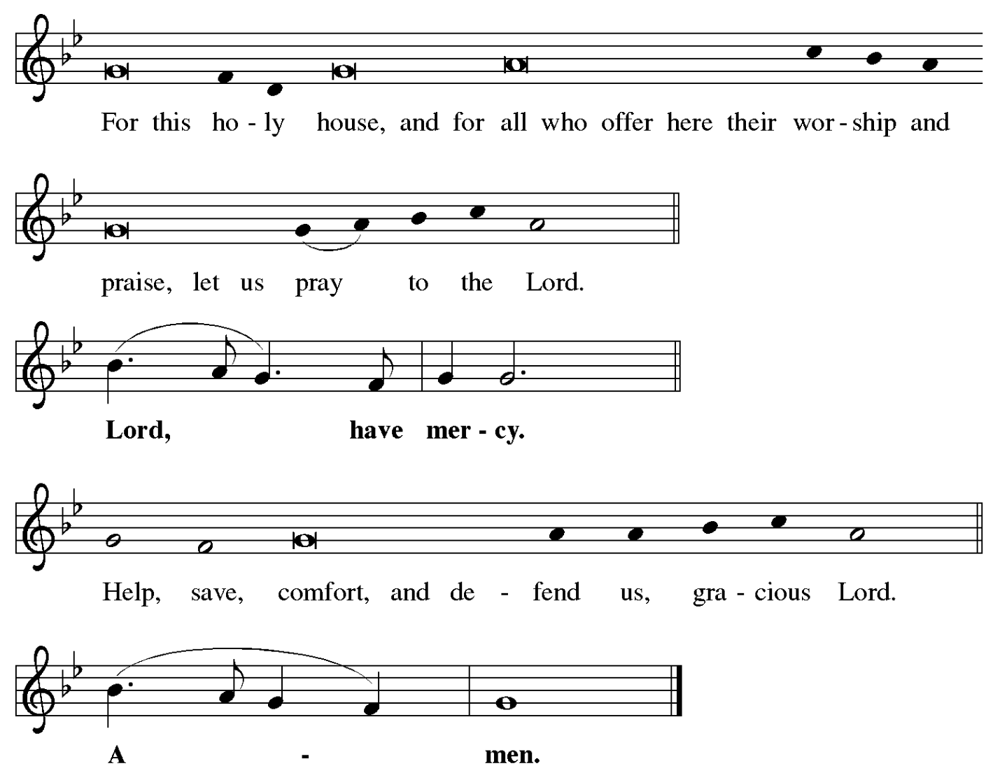 For this ho - ly house, and for all who offer here their wor - ship and
praise, let us pray to the Lord.
Lord, have mer - cy.
Help, save, comfort, and de - fend us, gra - cious Lord.
A - men.